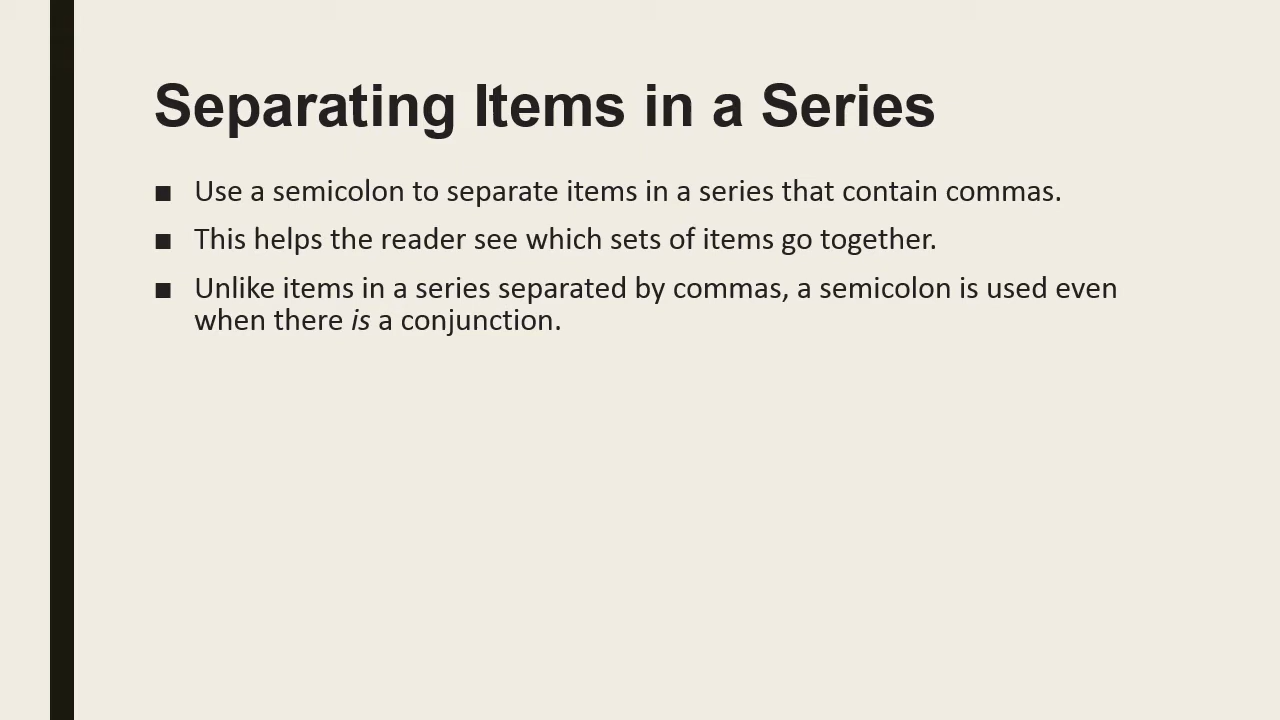 Separating Items in a Series
■ Use a semicolon to separate items in a series that contain commas.
■ This helps the reader see which sets of items go together.
■ Unlike items in a series separated by commas, a semicolon is used even
when there is a conjunction.